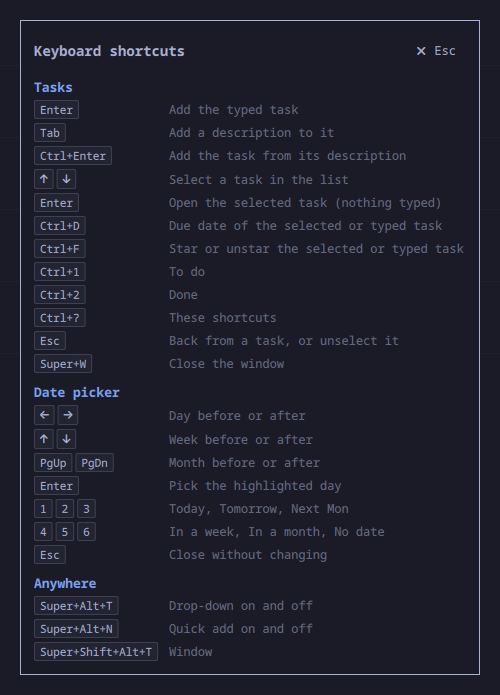 Keyboard shortcuts × Esc
Tasks
Enter Add the typed task
Tab Add a description to it
Ctrl+Enter Add the task from its description
↑ ↓ Select a task in the list
Enter Open the selected task (nothing typed)
Ctrl+D Due date of the selected or typed task
Ctrl+F Star or unstar the selected or typed task
Ctrl+1 To do
Ctrl+2 Done
Ctrl+? These shortcuts
Esc Back from a task, or unselect it
Super+W Close the window
Date picker
← → Day before or after
↑ ↓ Week before or after
PgUp PgDn Month before or after
Enter Pick the highlighted day
1 2 3 Today, Tomorrow, Next Mon
4 5 6 In a week, In a month, No date
Esc Close without changing
Anywhere
Super+Alt+T Drop-down on and off
Super+Alt+N Quick add on and off
Super+Shift+Alt+T Window